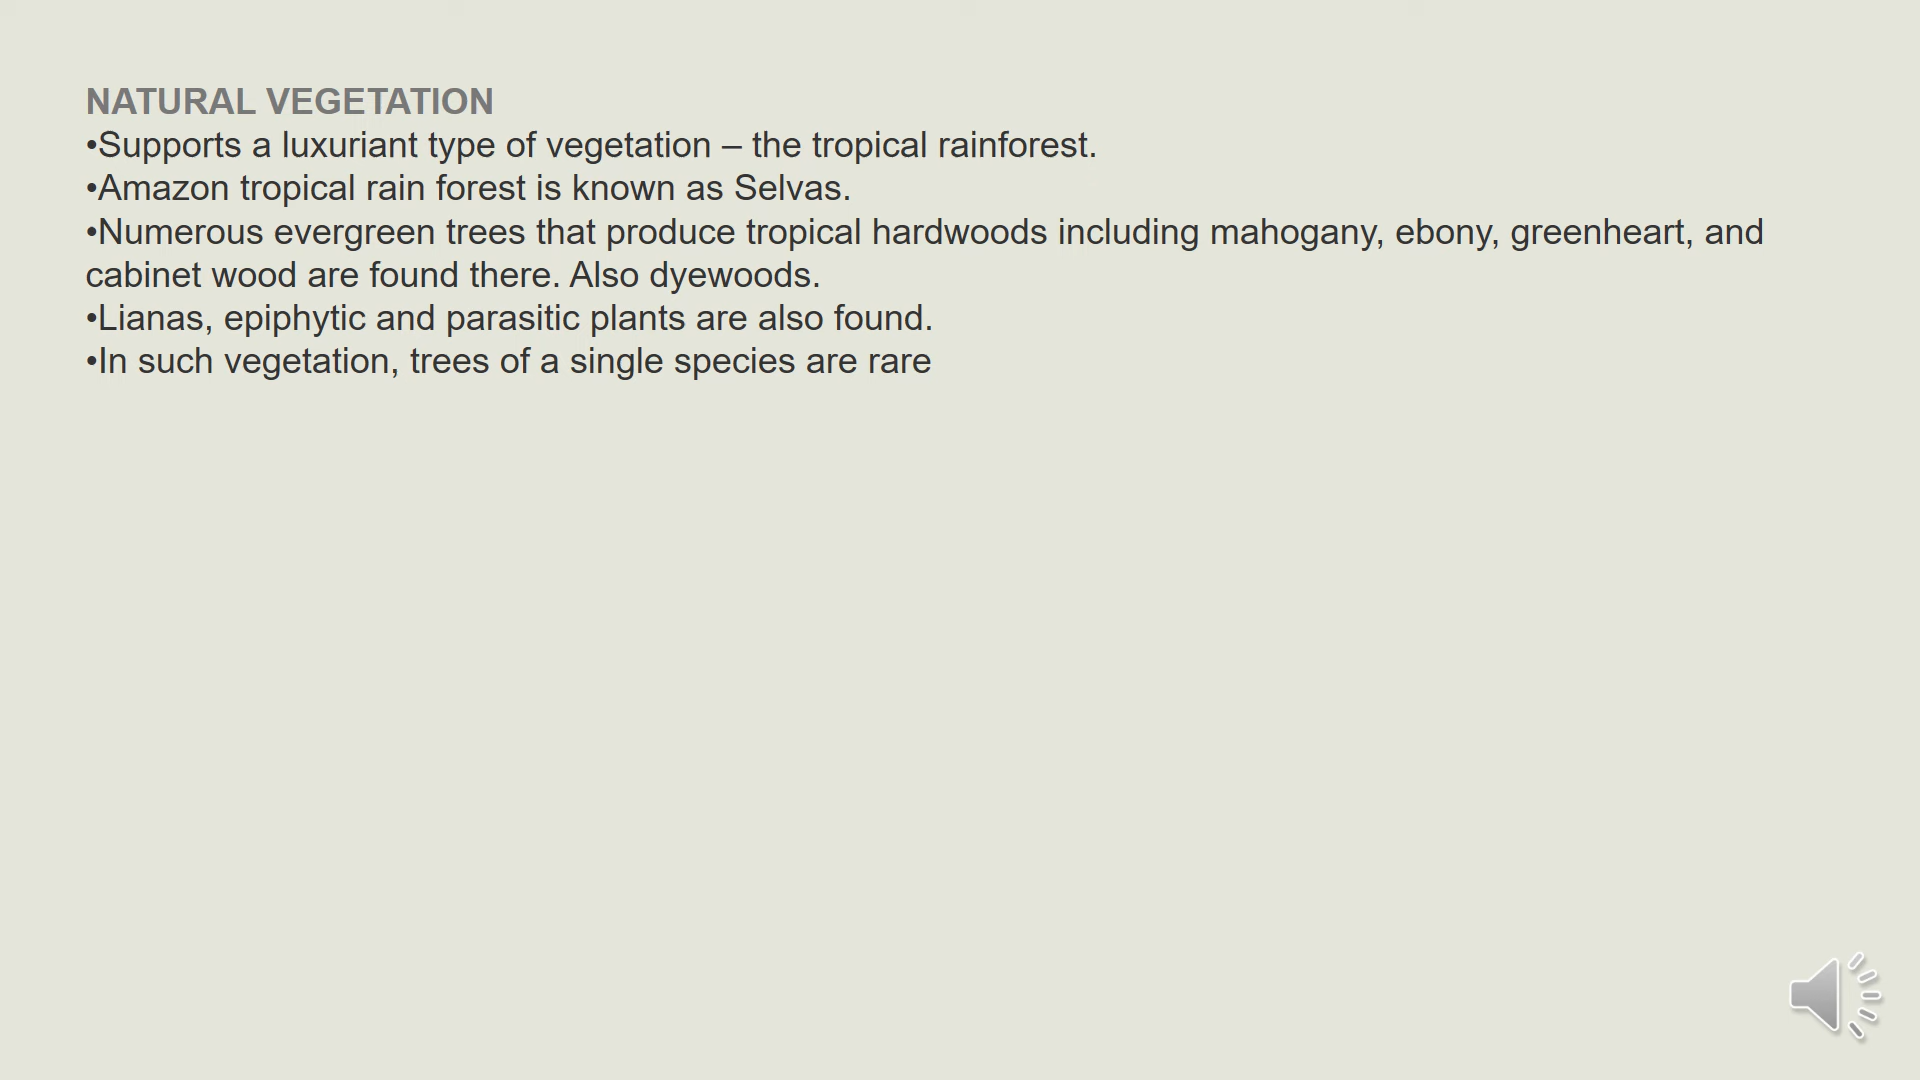 NATURAL VEGETATION
•Supports a luxuriant type of vegetation – the tropical rainforest.
•Amazon tropical rain forest is known as Selvas.
•Numerous evergreen trees that produce tropical hardwoods including mahogany, ebony, greenheart, and
cabinet wood are found there. Also dyewoods.
•Lianas, epiphytic and parasitic plants are also found.
•In such vegetation, trees of a single species are rare